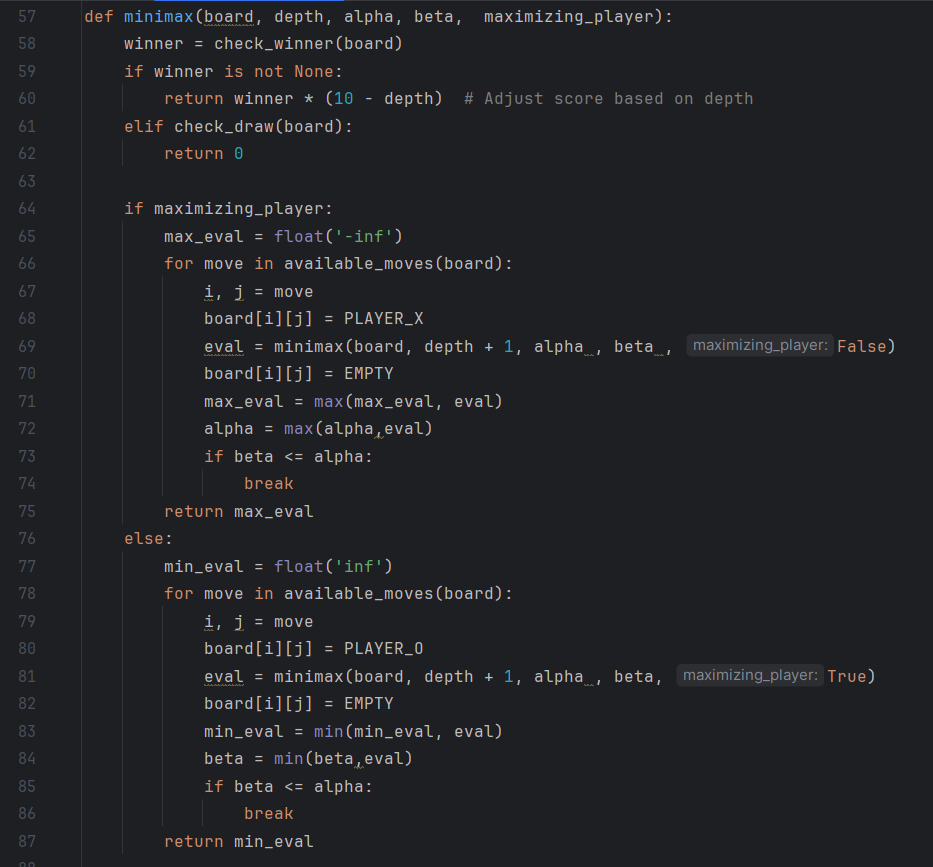 57 def minimax(board, depth, alpha, beta,  maximizing_player):
58     winner = check_winner(board)
59     if winner is not None:
60         return winner * (10 - depth)  # Adjust score based on depth
61     elif check_draw(board):
62         return 0
63
64     if maximizing_player:
65         max_eval = float('-inf')
66         for move in available_moves(board):
67             i, j = move
68             board[i][j] = PLAYER_X
69             eval = minimax(board, depth + 1, alpha , beta , maximizing_player: False)
70             board[i][j] = EMPTY
71             max_eval = max(max_eval, eval)
72             alpha = max(alpha,eval)
73             if beta <= alpha:
74                 break
75         return max_eval
76     else:
77         min_eval = float('inf')
78         for move in available_moves(board):
79             i, j = move
80             board[i][j] = PLAYER_O
81             eval = minimax(board, depth + 1, alpha , beta, maximizing_player: True)
82             board[i][j] = EMPTY
83             min_eval = min(min_eval, eval)
84             beta = min(beta,eval)
85             if beta <= alpha:
86                 break
87         return min_eval